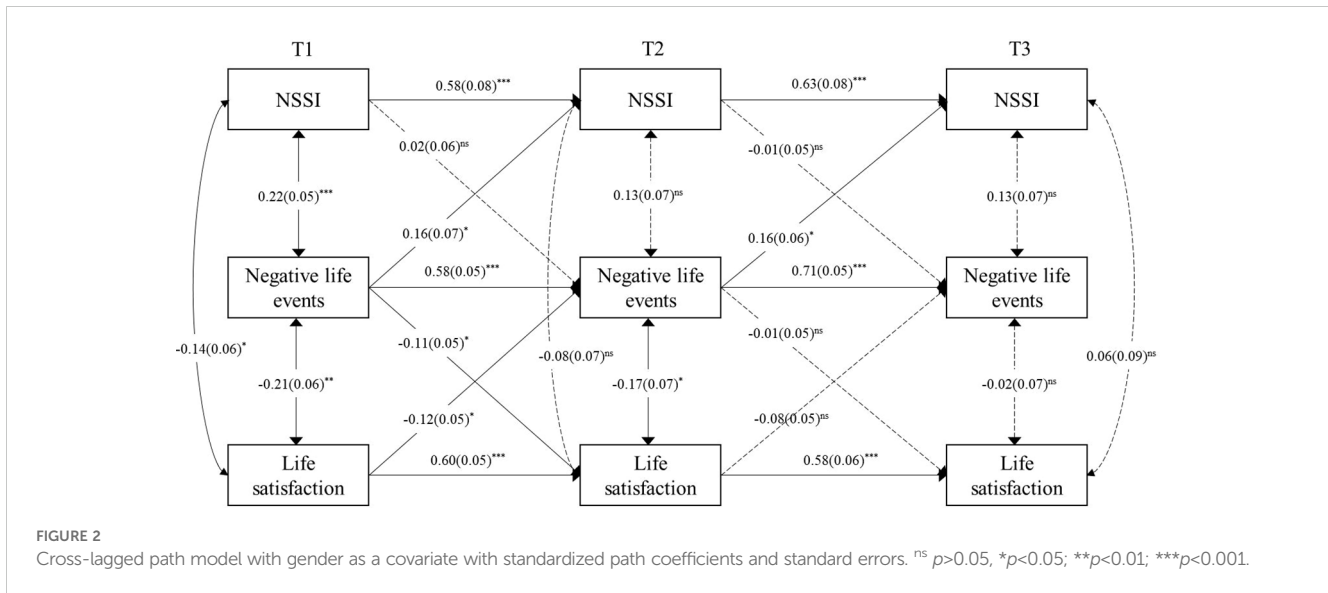 T1
T2
T3
NSSI
0.58(0.08)***
NSSI
0.63(0.08)***
NSSI
0.02(0.06)ns
-0.01(0.05)ns
0.22(0.05)***
0.13(0.07)ns
0.13(0.07)ns
0.16(0.07)*
0.16(0.06)*
Negative life
events
0.58(0.05)***
Negative life
events
0.71(0.05)***
Negative life
events
-0.14(0.06)*
-0.11(0.05)*
-0.08(0.07)ns
-0.01(0.05)ns
0.06(0.09)ns
-0.21(0.06)**
-0.17(0.07)*
-0.02(0.07)ns
-0.12(0.05)*
-0.08(0.05)ns
Life
satisfaction
0.60(0.05)***
Life
satisfaction
0.58(0.06)***
Life
satisfaction
FIGURE 2
Cross-lagged path model with gender as a covariate with standardized path coefficients and standard errors. ns p>0.05, *p<0.05; **p<0.01; ***p<0.001.